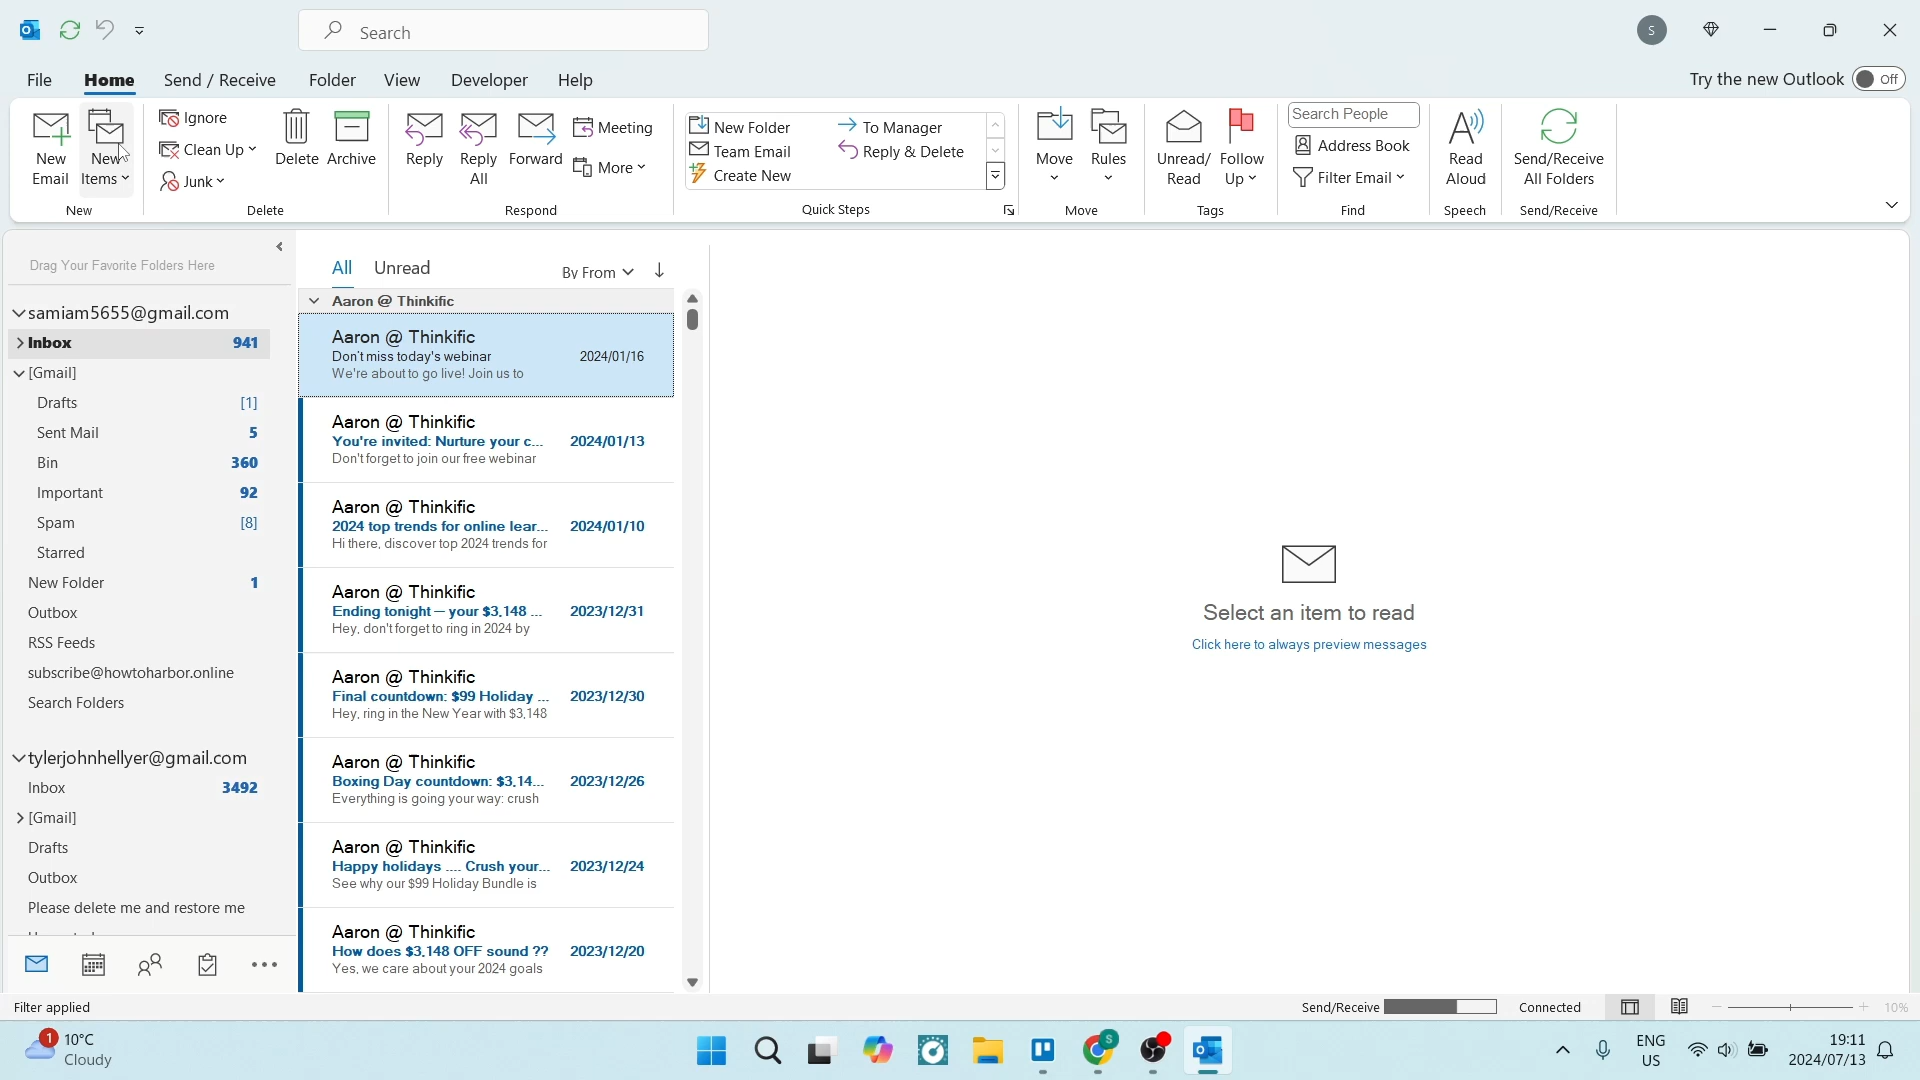 Search
S
File Home Send / Receive Folder View Developer Help
Try the new Outlook Off
New Email
New Items
New
Ignore
Clean Up
Junk
Delete
Archive
Delete
Reply
Reply All
Forward
Meeting
More
Respond
New Folder
Team Email
Create New
To Manager
Reply & Delete
Quick Steps
Move
Rules
Move
Unread/ Read
Follow Up
Tags
Search People
Address Book
Filter Email
Find
Read Aloud
Speech
Send/Receive All Folders
Send/Receive
Drag Your Favorite Folders Here
samiam5655@gmail.com
Inbox 941
[Gmail]
Drafts [1]
Sent Mail 5
Bin 360
Important 92
Spam [8]
Starred
New Folder 1
Outbox
RSS Feeds
subscribe@howtoharbor.online
Search Folders
tylerjohnhellyer@gmail.com
Inbox 3492
[Gmail]
Drafts
Outbox
Please delete me and restore me
All Unread By From
Aaron @ Thinkific
Aaron @ Thinkific
Don't miss today's webinar 2024/01/16
We're about to go live! Join us to
Aaron @ Thinkific
You're invited: Nurture your c... 2024/01/13
Don't forget to join our free webinar
Aaron @ Thinkific
2024 top trends for online lear... 2024/01/10
Hi there, discover top 2024 trends for
Aaron @ Thinkific
Ending tonight — your $3,148 ... 2023/12/31
Hey, don't forget to ring in 2024 by
Aaron @ Thinkific
Final countdown: $99 Holiday ... 2023/12/30
Hey, ring in the New Year with $3,148
Aaron @ Thinkific
Boxing Day countdown: $3,14... 2023/12/26
Everything is going your way: crush
Aaron @ Thinkific
Happy holidays .... Crush your... 2023/12/24
See why our $99 Holiday Bundle is
Aaron @ Thinkific
How does $3,148 OFF sound ?? 2023/12/20
Yes, we care about your 2024 goals
Select an item to read
Click here to always preview messages
Filter applied
Send/Receive
Connected
10%
1
10°C
Cloudy
S
ENG
US
19:11
2024/07/13